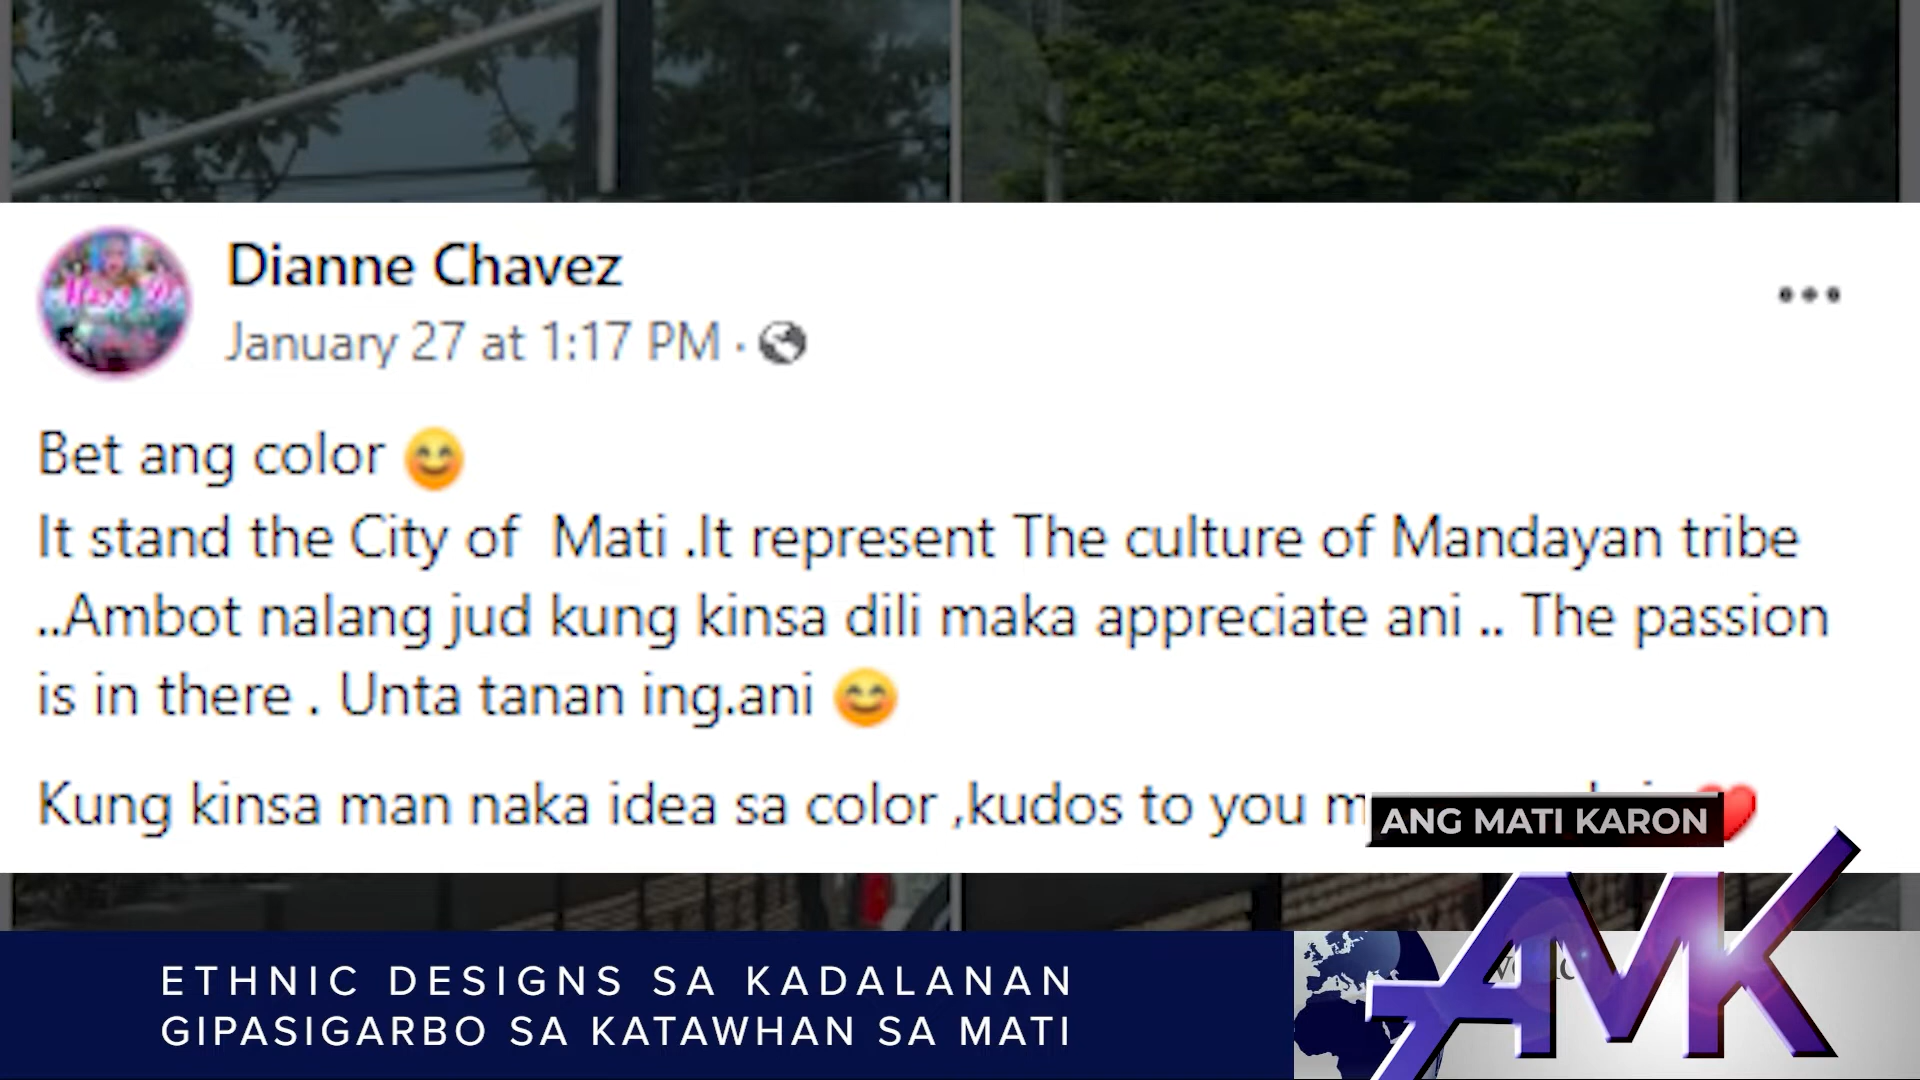 Dianne Chavez
January 27 at 1:17 PM ·
Bet ang color 😊
It stand the City of Mati .It represent The culture of Mandayan tribe
..Ambot nalang jud kung kinsa dili maka appreciate ani .. The passion
is in there . Unta tanan ing.ani 😊
Kung kinsa man naka idea sa color ,kudos to you ❤️
ANG MATI KARON
AMK
ETHNIC DESIGNS SA KADALANAN
GIPASIGARBO SA KATAWHAN SA MATI